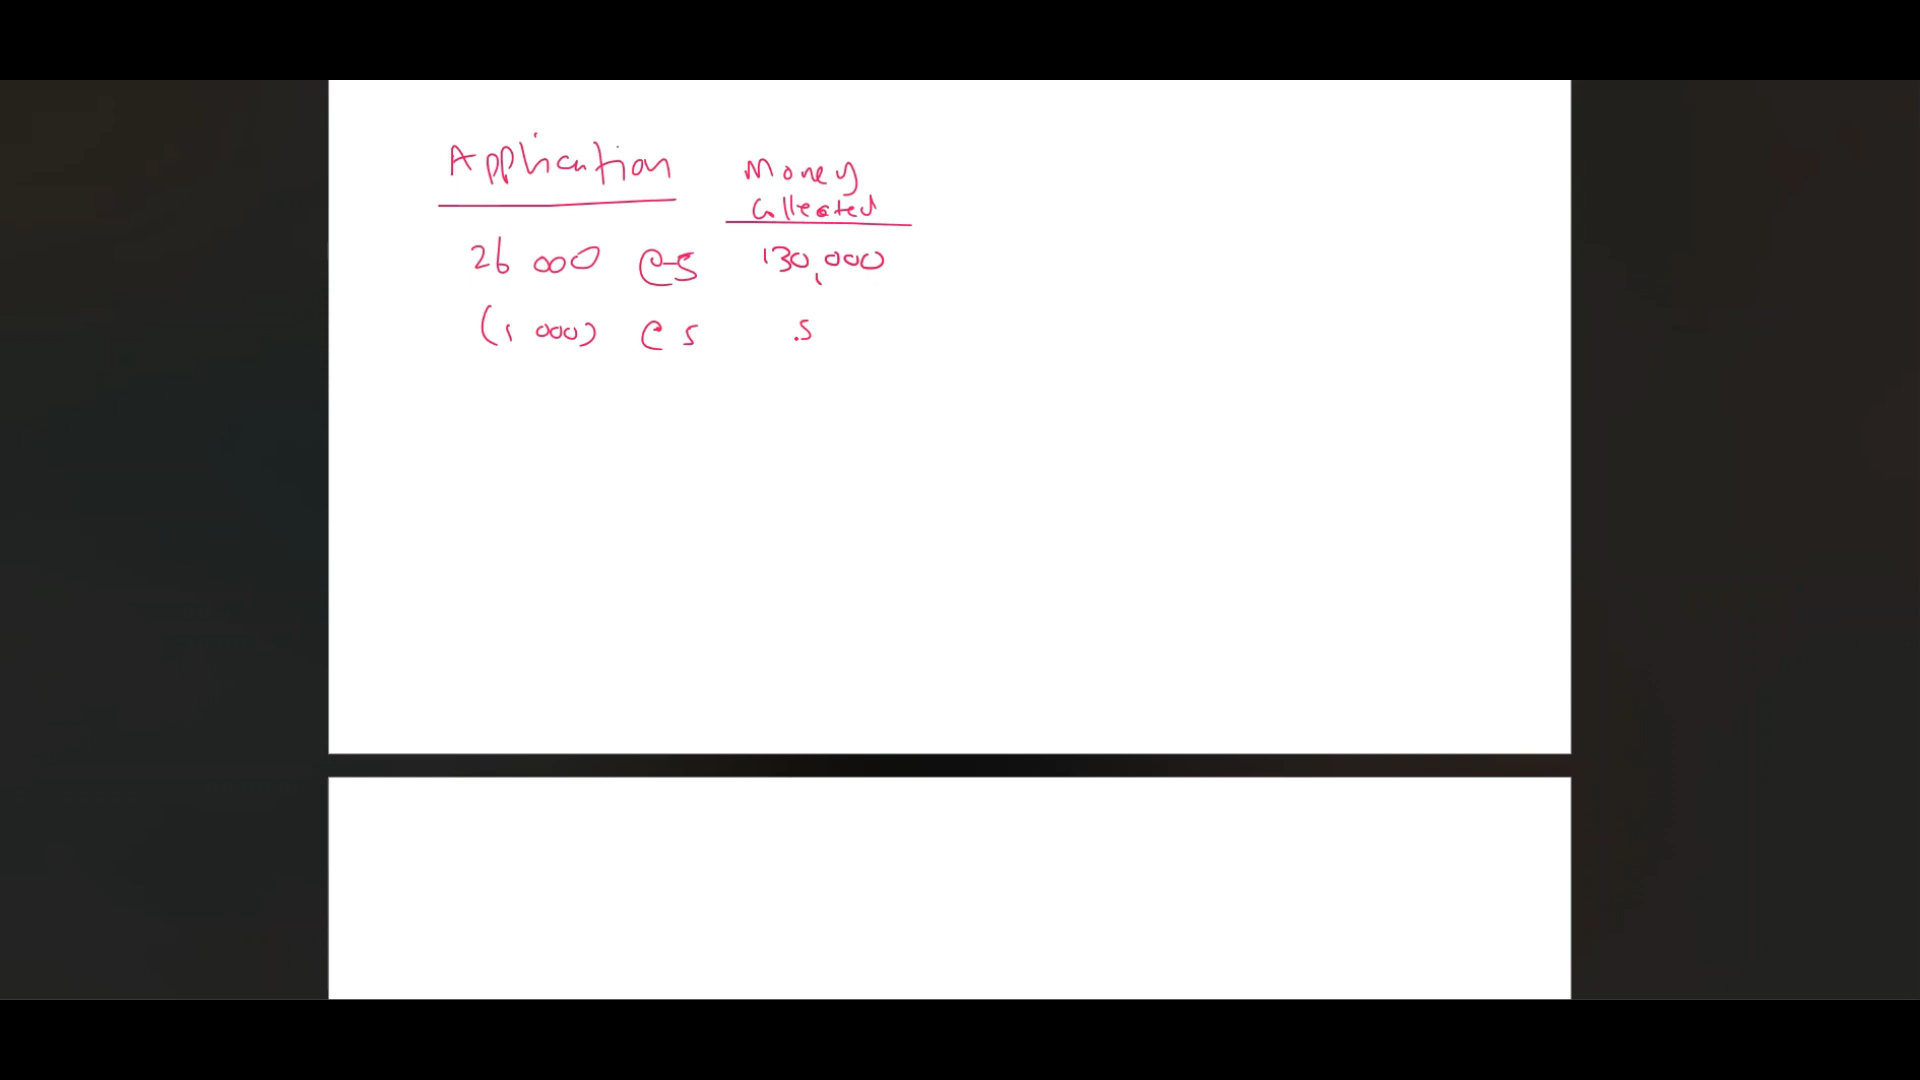 Application
Money
Collected
26 000 @ 5 130,000
(1 000) @ 5 5